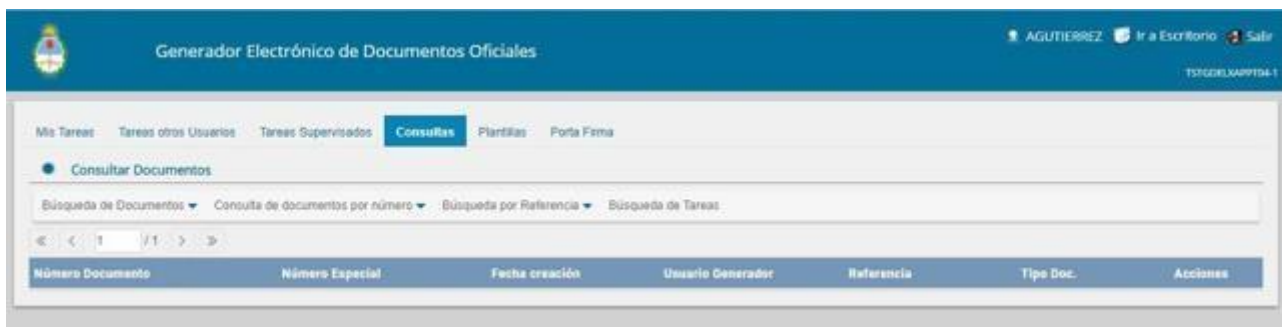 AGUTIERREZ Ir a Escritorio Salir
Generador Electrónico de Documentos Oficiales
Mis Tareas Tareas otros Usuarios Tareas Supervisados Consultas Plantillas Porta Firma
Consultar Documentos
Búsqueda de Documentos Consulta de documentos por número Búsqueda por Referencia Búsqueda de Tareas
« < 1 / 1 > »
Número Documento Número Especial Fecha creación Usuario Generador Referencia Tipo Doc. Acciones